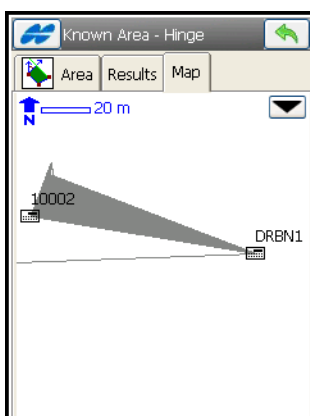 Known Area - Hinge
Area Results Map
20 m
N
10002
DRBN1